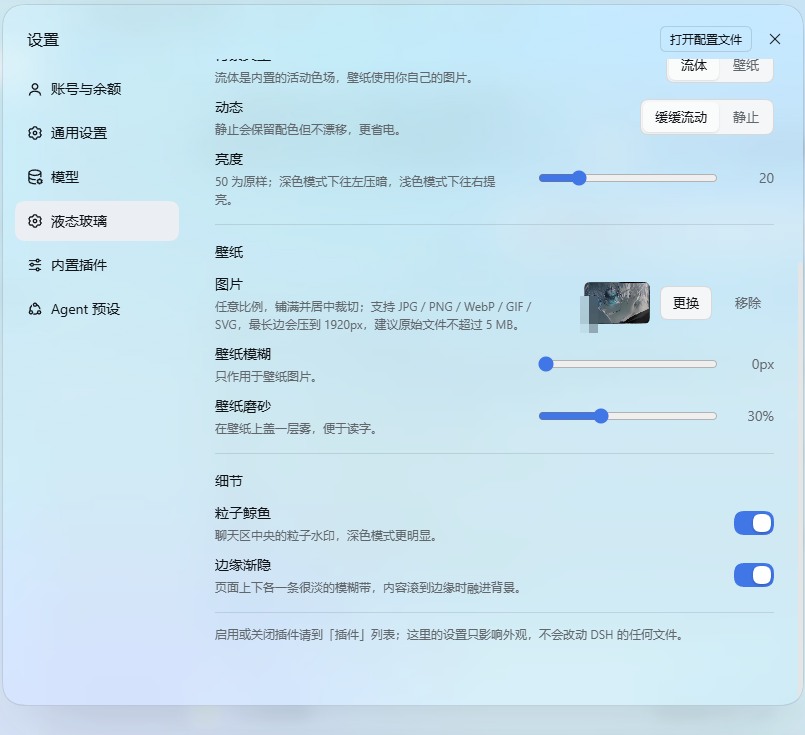 设置
打开配置文件
账号与余额
通用设置
模型
液态玻璃
内置插件
Agent 预设
流体是内置的活动色场，壁纸使用你自己的图片。
流体
壁纸
动态
静止会保留配色但不漂移，更省电。
缓缓流动
静止
亮度
50 为原样；深色模式下往左压暗，浅色模式下往右提
亮。
20
壁纸
图片
任意比例，铺满并居中裁切；支持 JPG / PNG / WebP / GIF /
SVG，最长边会压到 1920px，建议原始文件不超过 5 MB。
更换
移除
壁纸模糊
只作用于壁纸图片。
0px
壁纸磨砂
在壁纸上盖一层雾，便于读字。
30%
细节
粒子鲸鱼
聊天区中央的粒子水印，深色模式更明显。
边缘渐隐
页面上下各一条很淡的模糊带，内容滚到边缘时融进背景。
启用或关闭插件请到「插件」列表；这里的设置只影响外观，不会改动 DSH 的任何文件。